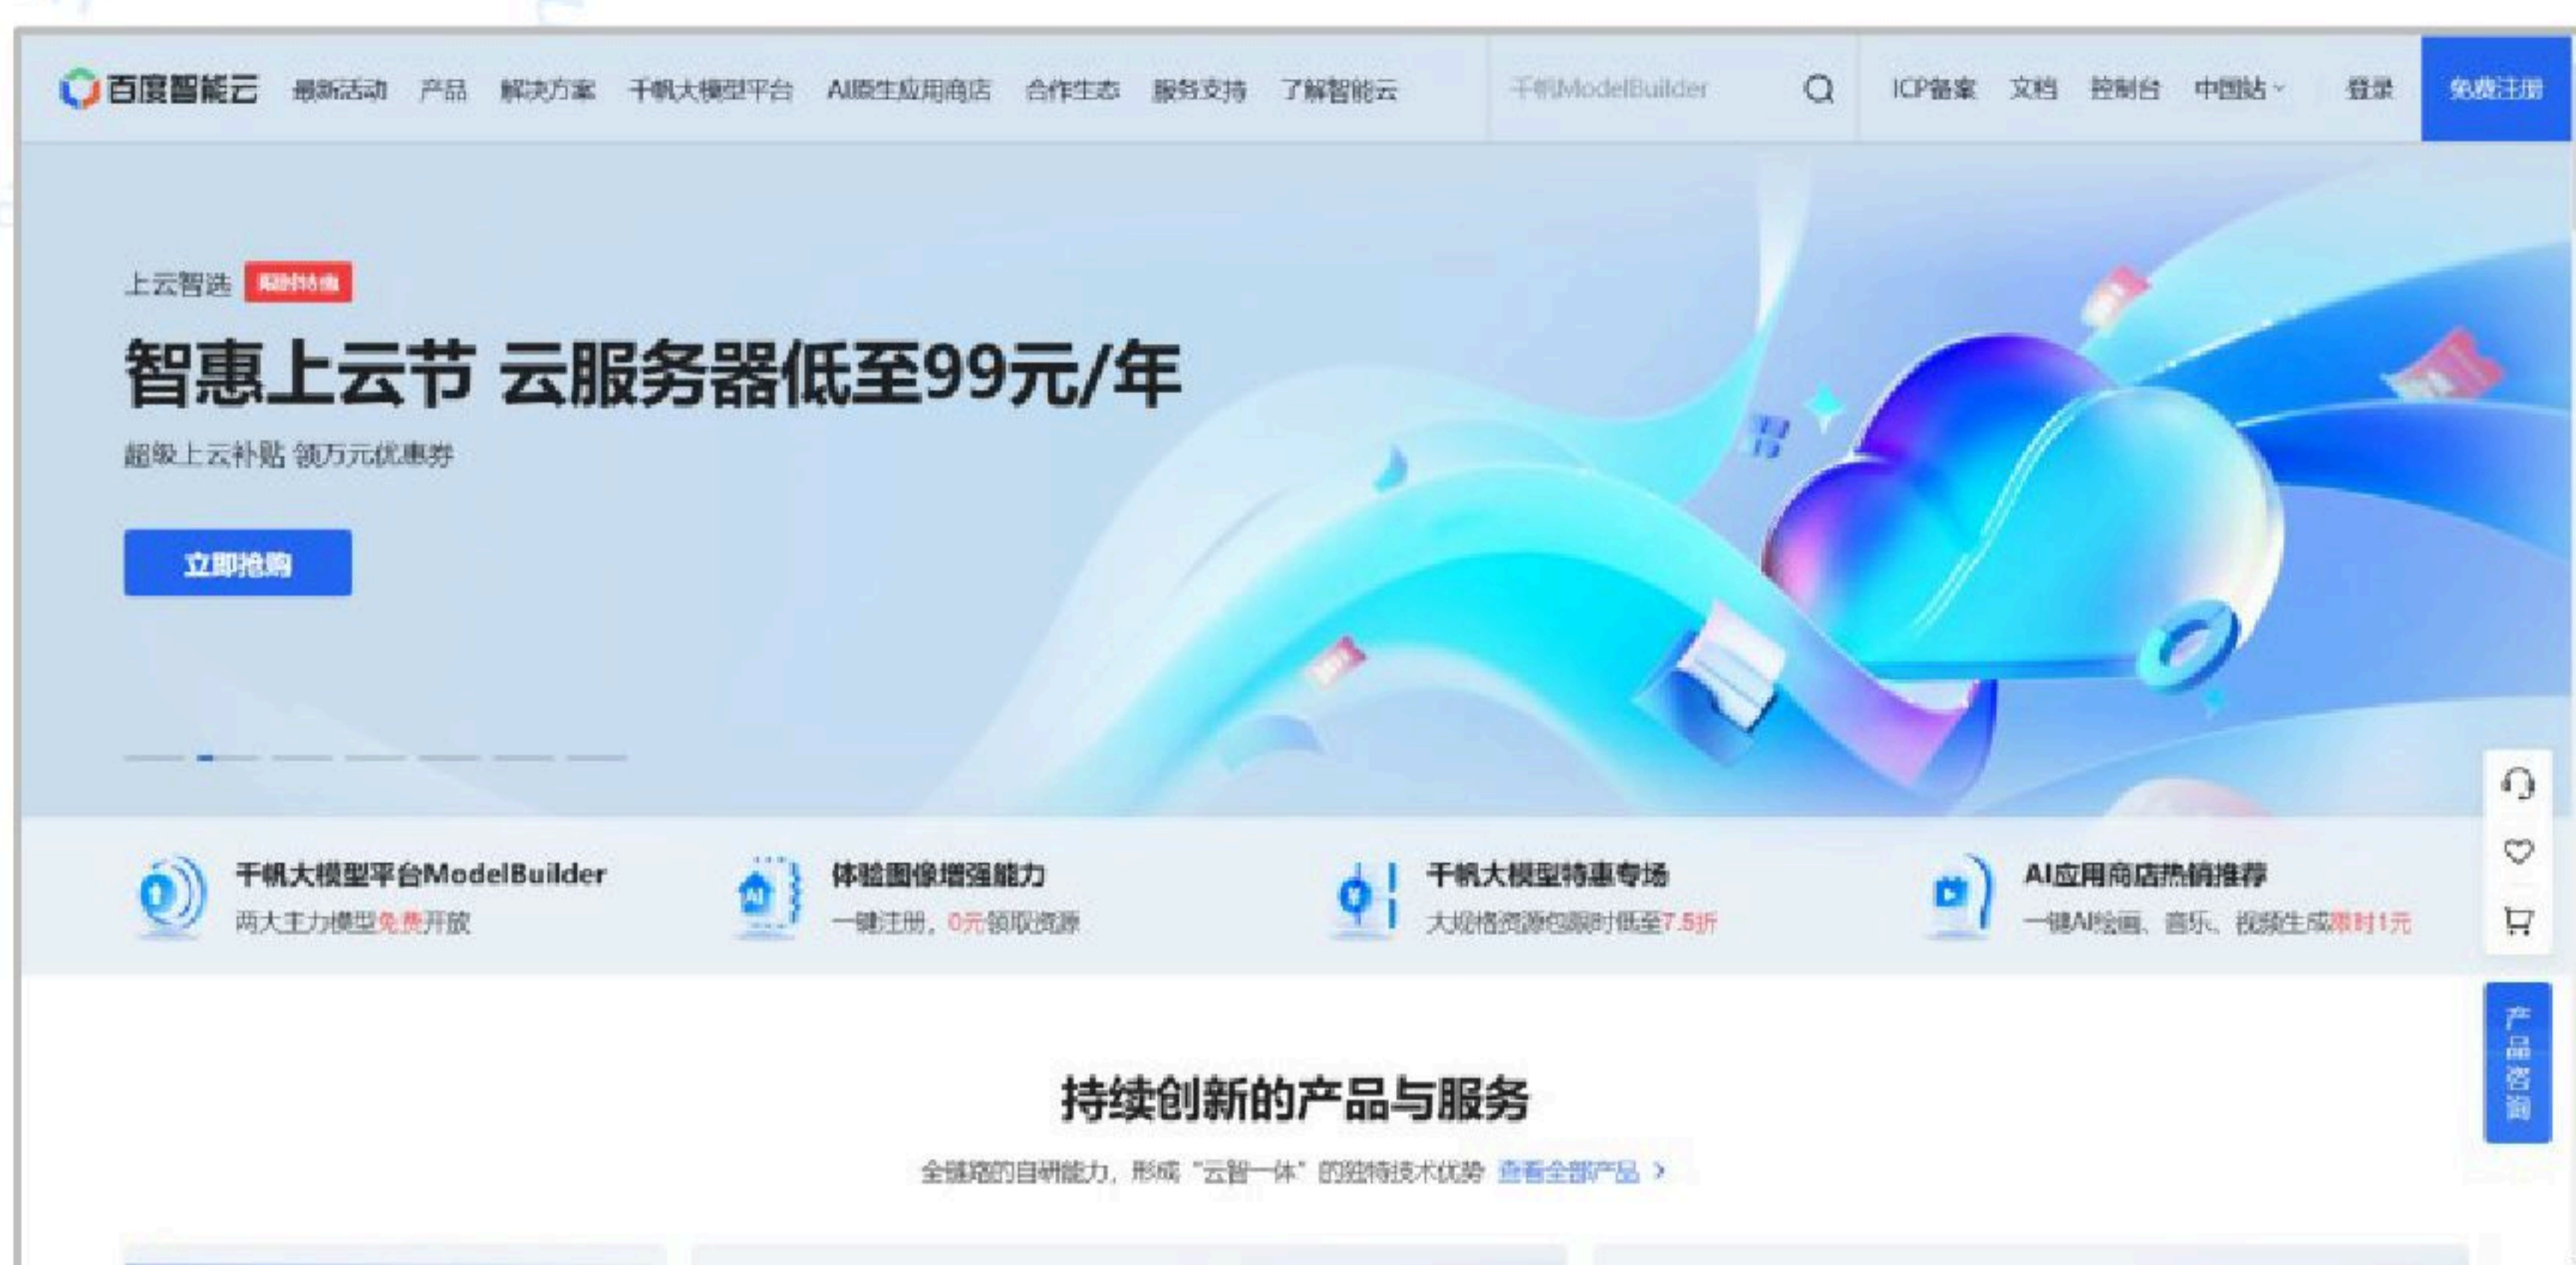 百度智能云 最新活动 产品 解决方案 千帆大模型平台 AI原生应用商店 合作生态 服务支持 了解智能云 千帆ModelBuilder ICP备案 文档 控制台 中国站 登录 免费注册
上云智选 限时特惠
智惠上云节 云服务器低至99元/年
超级上云补贴 领万元优惠券
立即抢购
千帆大模型平台ModelBuilder
两大主力模型免费开放
体验图像增强能力
一键注册，0元领取资源
千帆大模型特惠专场
大规格资源包限时低至7.5折
AI应用商店热销推荐
一键AI绘画、音乐、视频生成限时1元
产品咨询
持续创新的产品与服务
全链路的自研能力，形成“云智一体”的独特技术优势 查看全部产品 >